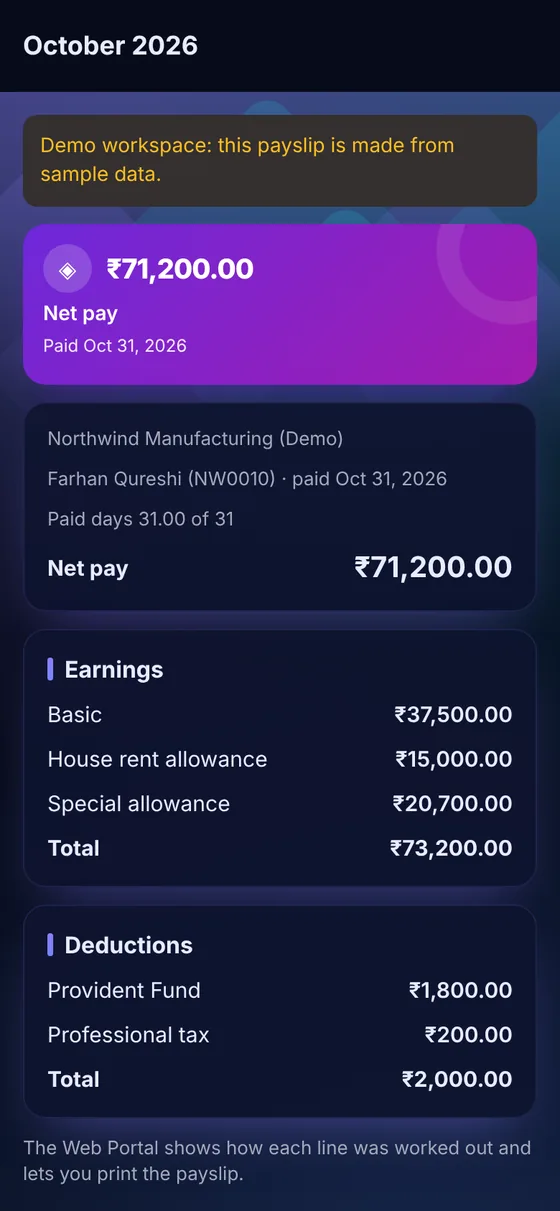 October 2026
Demo workspace: this payslip is made from
sample data.
₹71,200.00
Net pay
Paid Oct 31, 2026
Northwind Manufacturing (Demo)
Farhan Qureshi (NW0010) · paid Oct 31, 2026
Paid days 31.00 of 31
Net pay ₹71,200.00
Earnings
Basic ₹37,500.00
House rent allowance ₹15,000.00
Special allowance ₹20,700.00
Total ₹73,200.00
Deductions
Provident Fund ₹1,800.00
Professional tax ₹200.00
Total ₹2,000.00
The Web Portal shows how each line was worked out and
lets you print the payslip.